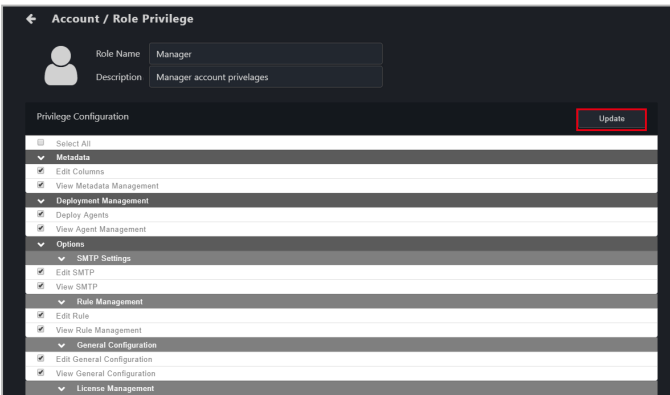 Account / Role Privilege
Role Name Manager
Description Manager account privelages
Privilege Configuration Update
Select All
Metadata
Edit Columns
View Metadata Management
Deployment Management
Deploy Agents
View Agent Management
Options
SMTP Settings
Edit SMTP
View SMTP
Rule Management
Edit Rule
View Rule Management
General Configuration
Edit General Configuration
View General Configuration
License Management